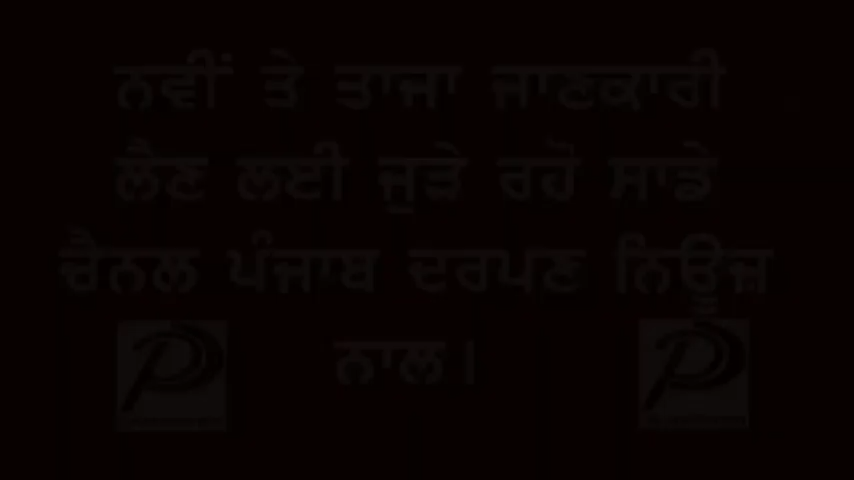 ਨਵੀਂ ਤੇ ਤਾਜਾ ਜਾਣਕਾਰੀ
ਲੈਣ ਲਈ ਜੁੜੇ ਰਹੋ ਸਾਡੇ
ਚੈਨਲ ਪੰਜਾਬ ਦਰਪਣ ਨਿਊਜ਼
ਨਾਲ।